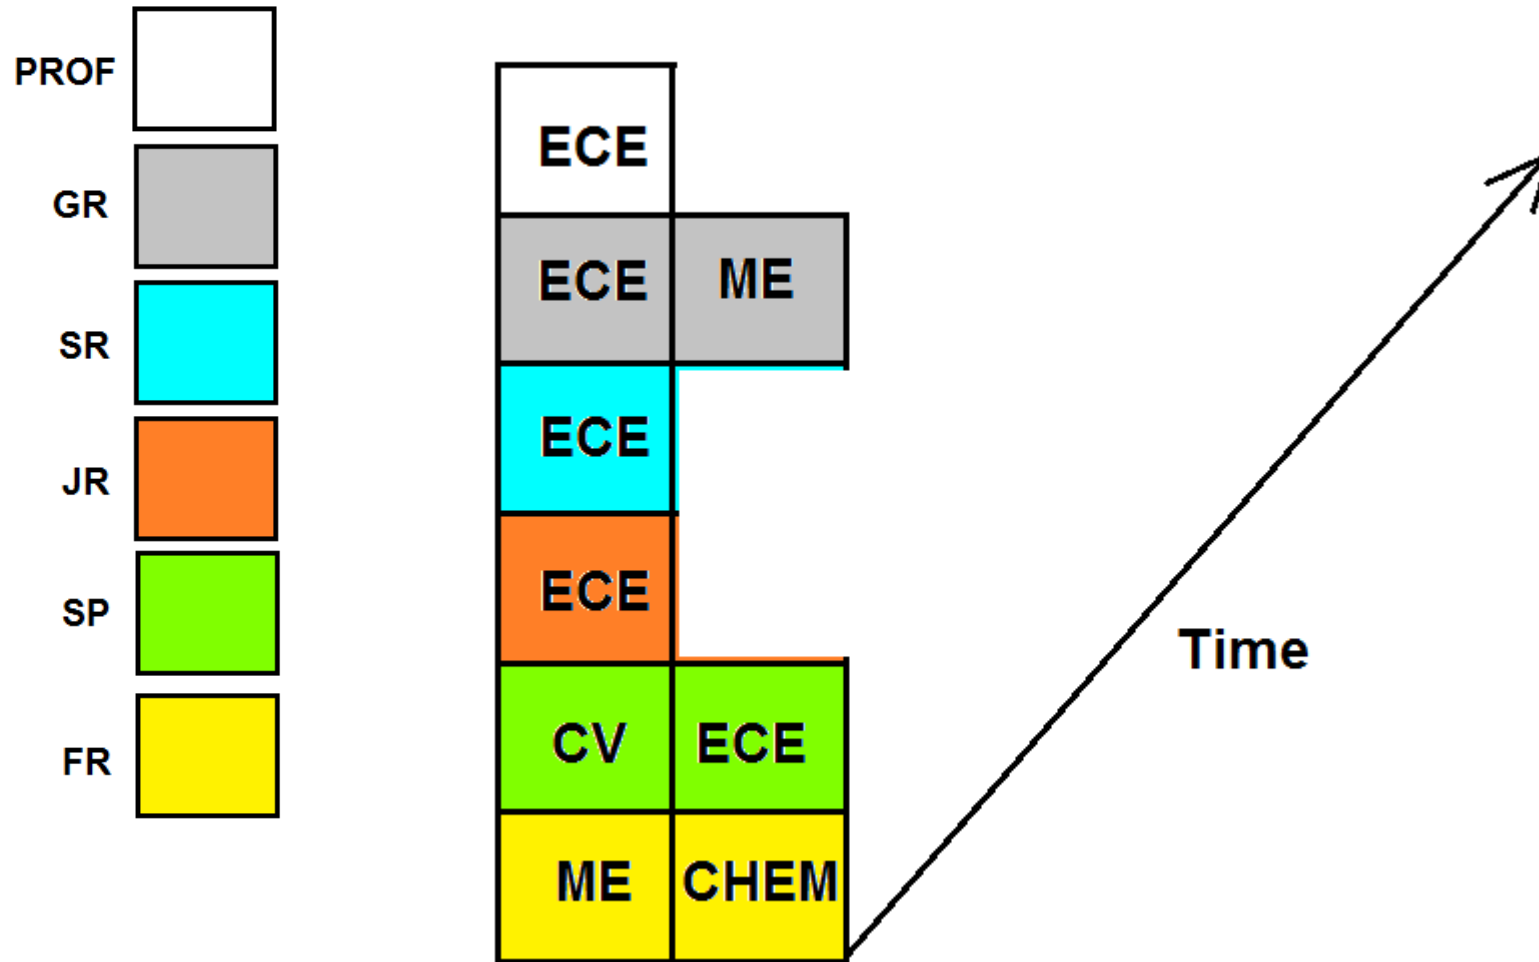 PROF
GR
SR
JR
SP
FR
ECE
ECE ME
ECE
ECE
CV ECE
ME CHEM
Time